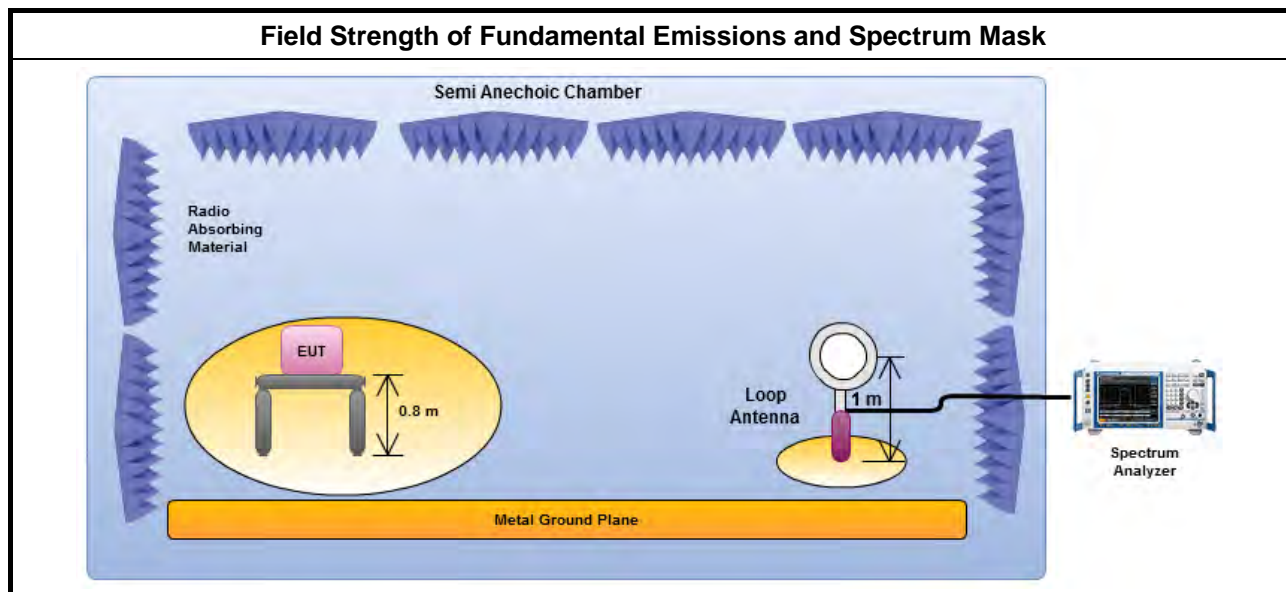 Field Strength of Fundamental Emissions and Spectrum Mask
Semi Anechoic Chamber
Radio
Absorbing
Material
EUT
0.8 m
Loop
Antenna
1 m
Spectrum
Analyzer
Metal Ground Plane